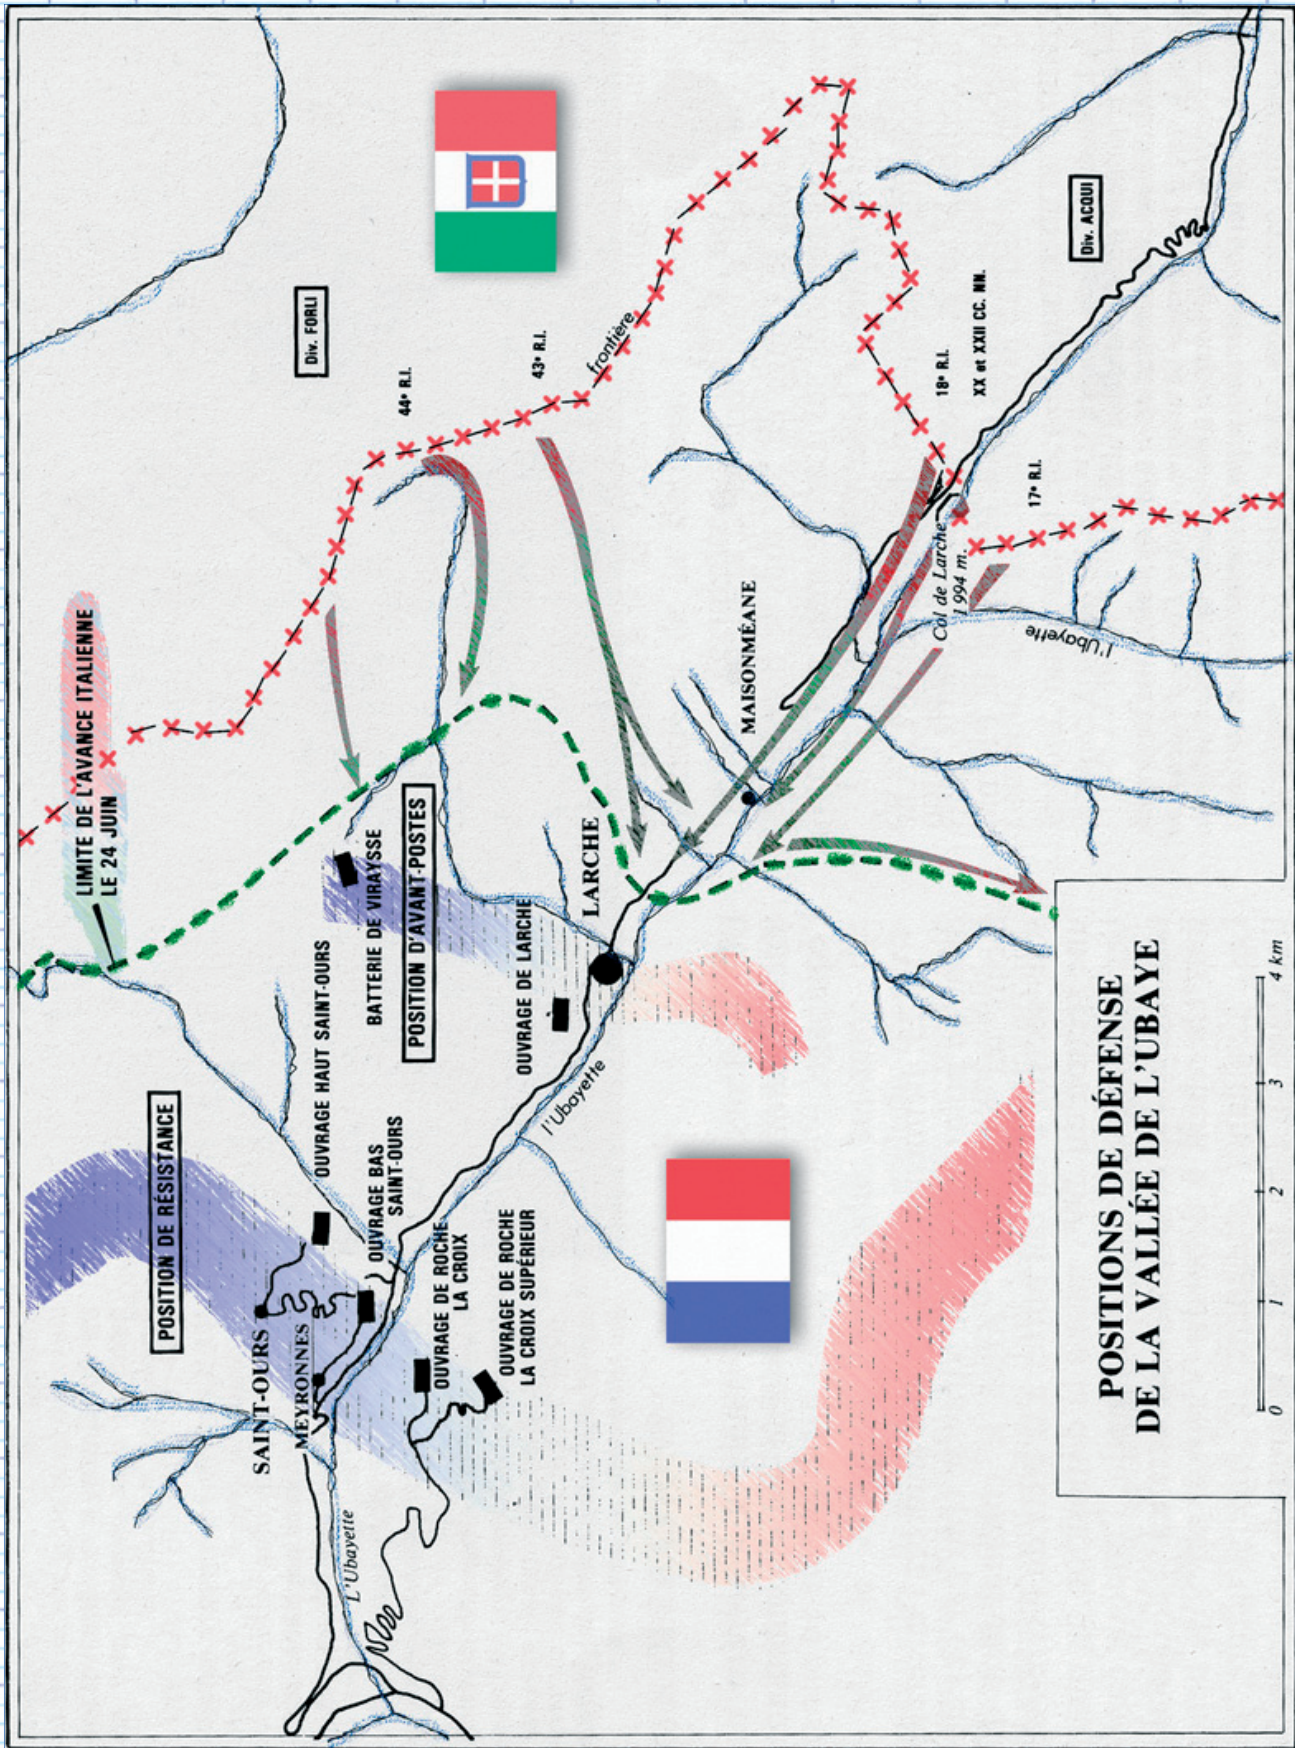 LIMITE DE L'AVANCE ITALIENNE
LE 24 JUIN
Div. FORLI
44e R.I.
43e R.I.
frontière
Div. ACQUI
18e R.I.
XX et XXII CC. NN.
17e R.I.
Col de Larche
1 994 m.
l'Ubayette
MAISONMÉANE
POSITION DE RÉSISTANCE
OUVRAGE HAUT SAINT-OURS
BATTERIE DE VIRAYSSE
POSITION D'AVANT-POSTES
OUVRAGE DE LARCHE
LARCHE
l'Ubayette
SAINT-OURS
MEYRONNES
OUVRAGE BAS
SAINT-OURS
OUVRAGE DE ROCHE
LA CROIX
OUVRAGE DE ROCHE
LA CROIX SUPÉRIEUR
L'Ubayette
POSITIONS DE DÉFENSE
DE LA VALLÉE DE L'UBAYE
0 1 2 3 4 km